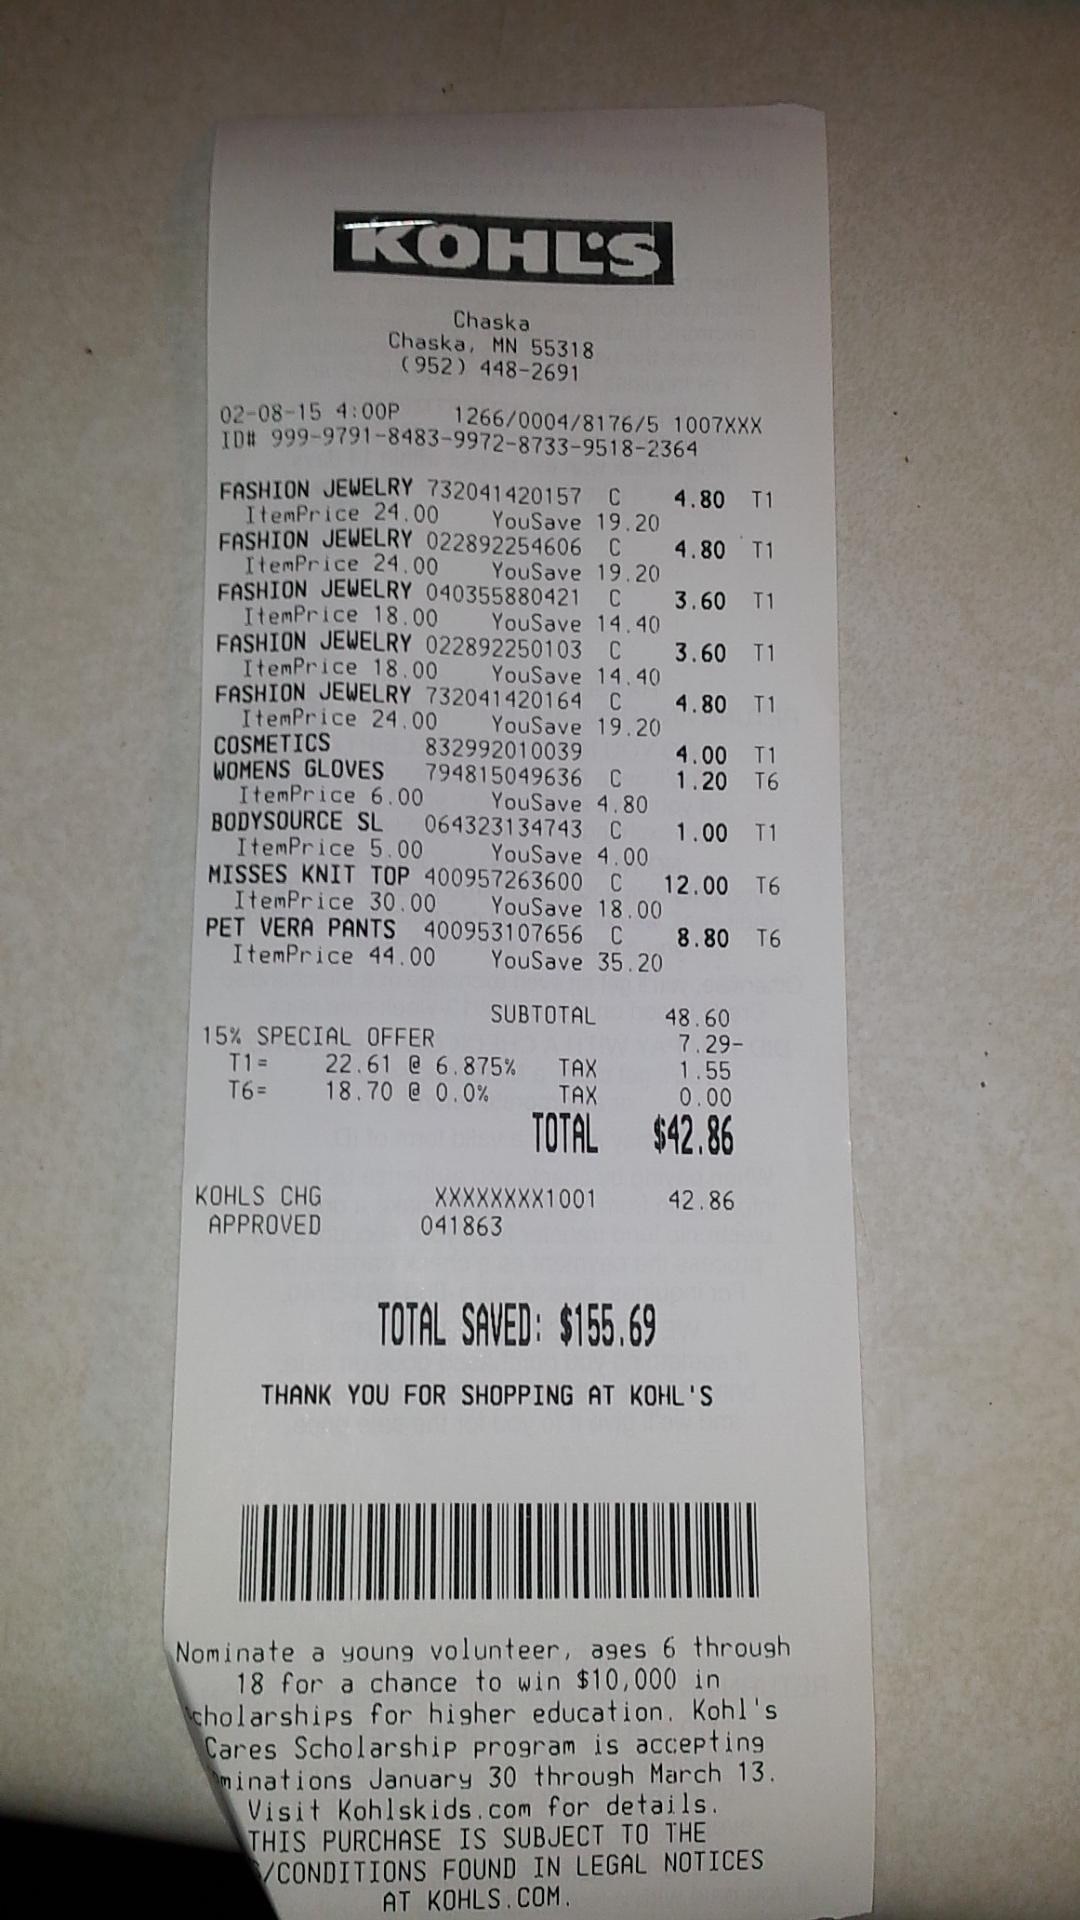 KOHL'S
Chaska
Chaska, MN 55318
(952) 448-2691
02-08-15 4:00P 1266/0004/8176/5 1007XXX
ID# 999-9791-8483-9972-8733-9518-2364
FASHION JEWELRY 732041420157 C 4.80 T1
ItemPrice 24.00 YouSave 19.20
FASHION JEWELRY 022892254606 C 4.80 T1
ItemPrice 24.00 YouSave 19.20
FASHION JEWELRY 040355880421 C 3.60 T1
ItemPrice 18.00 YouSave 14.40
FASHION JEWELRY 022892250103 C 3.60 T1
ItemPrice 18.00 YouSave 14.40
FASHION JEWELRY 732041420164 C 4.80 T1
ItemPrice 24.00 YouSave 19.20
COSMETICS 832992010039 4.00 T1
WOMENS GLOVES 794815049636 C 1.20 T6
ItemPrice 6.00 YouSave 4.80
BODYSOURCE SL 064323134743 C 1.00 T1
ItemPrice 5.00 YouSave 4.00
MISSES KNIT TOP 400957263600 C 12.00 T6
ItemPrice 30.00 YouSave 18.00
PET VERA PANTS 400953107656 C 8.80 T6
ItemPrice 44.00 YouSave 35.20
SUBTOTAL 48.60
15% SPECIAL OFFER 7.29-
T1= 22.61 @ 6.875% TAX 1.55
T6= 18.70 @ 0.0% TAX 0.00
TOTAL $42.86
KOHLS CHG XXXXXXXX1001 42.86
APPROVED 041863
TOTAL SAVED: $155.69
THANK YOU FOR SHOPPING AT KOHL'S
Nominate a young volunteer, ages 6 through
18 for a chance to win $10,000 in
cholarships for higher education. Kohl's
Cares Scholarship program is accepting
minations January 30 through March 13.
Visit Kohlskids.com for details.
THIS PURCHASE IS SUBJECT TO THE
/CONDITIONS FOUND IN LEGAL NOTICES
AT KOHLS.COM.